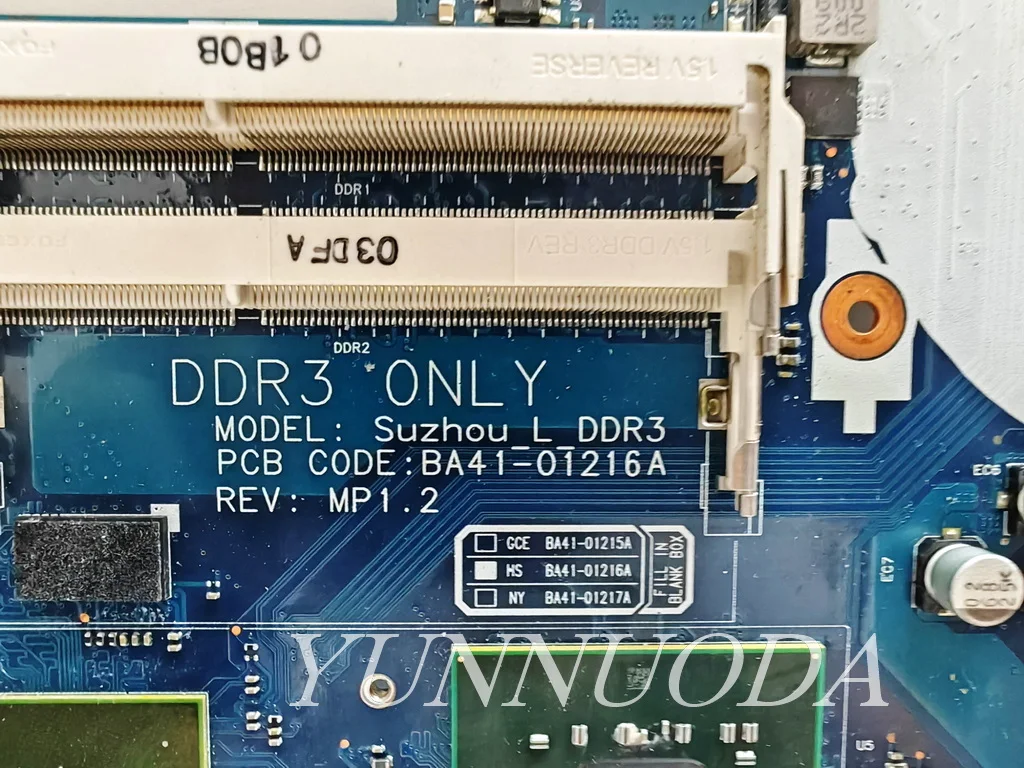 01B0B
1.5V REVERSE
DDR1
03DFA
1.5V DDR3 REV
DDR2
DDR3 ONLY
MODEL: Suzhou_L_DDR3
PCB CODE:BA41-01216A
REV: MP1.2
GCE BA41-01215A
HS BA41-01216A
NY BA41-01217A
FILL IN
BLANK BOX
EC6
EC7
YUNNUODA
U5